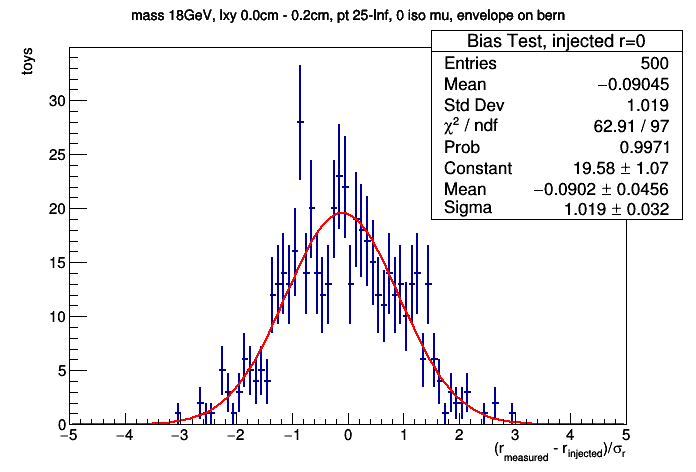 mass 18GeV, lxy 0.0cm - 0.2cm, pt 25-Inf, 0 iso mu, envelope on bern
Bias Test, injected r=0
Entries 500
Mean −0.09045
Std Dev 1.019
χ² / ndf 62.91 / 97
Prob 0.9971
Constant 19.58 ± 1.07
Mean −0.0902 ± 0.0456
Sigma 1.019 ± 0.032
toys
30
25
20
15
10
5
0
−5 −4 −3 −2 −1 0 1 2 3 4 5
(r_measured - r_injected)/σ_r